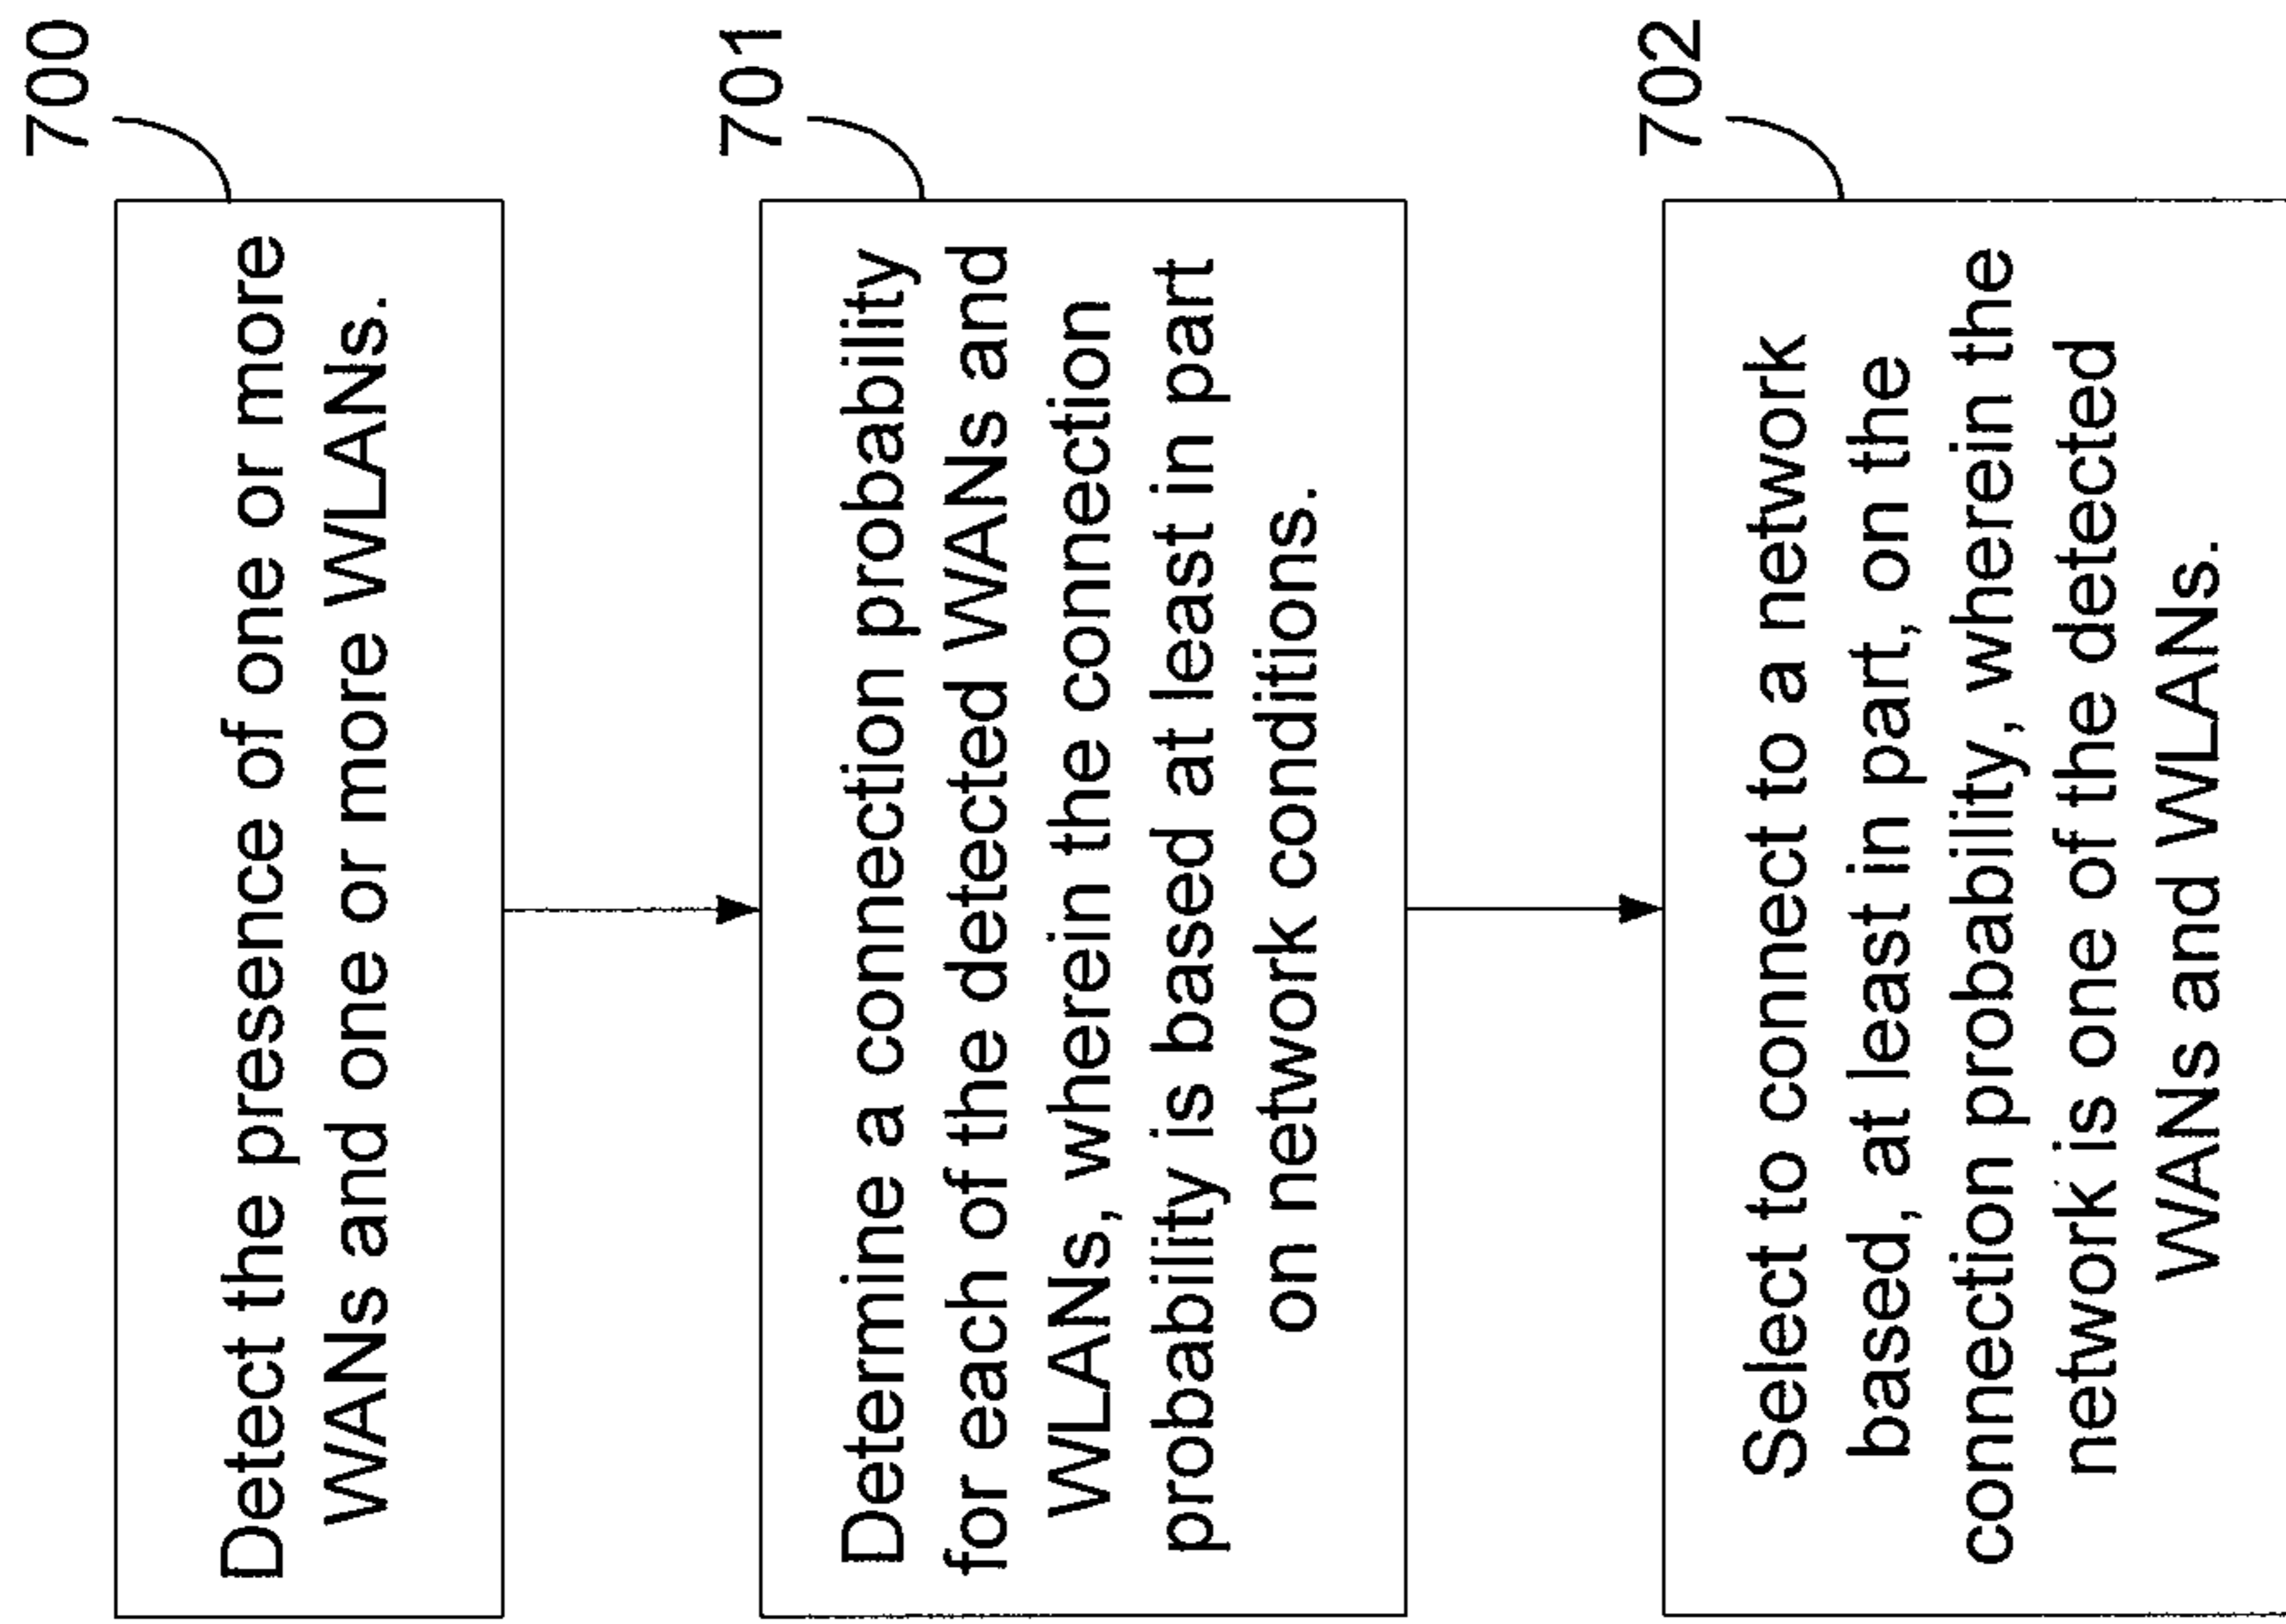 700
Detect the presence of one or more
WANs and one or more WLANs.
701
Determine a connection probability
for each of the detected WANs and
WLANs, wherein the connection
probability is based at least in part
on network conditions.
702
Select to connect to a network
based, at least in part, on the
connection probability, wherein the
network is one of the detected
WANs and WLANs.